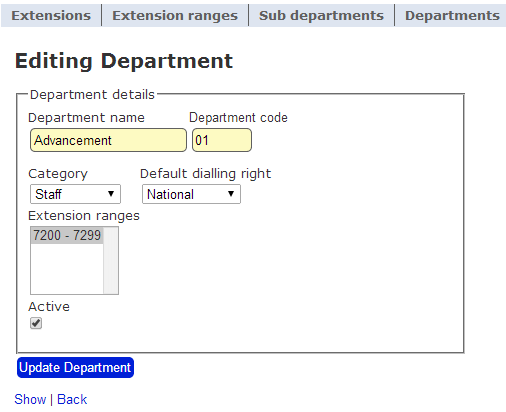 Extensions Extension ranges Sub departments Departments
Editing Department
Department details
Department name Department code
Advancement 01
Category Default dialling right
Staff National
Extension ranges
7200 - 7299
Active
Update Department
Show | Back